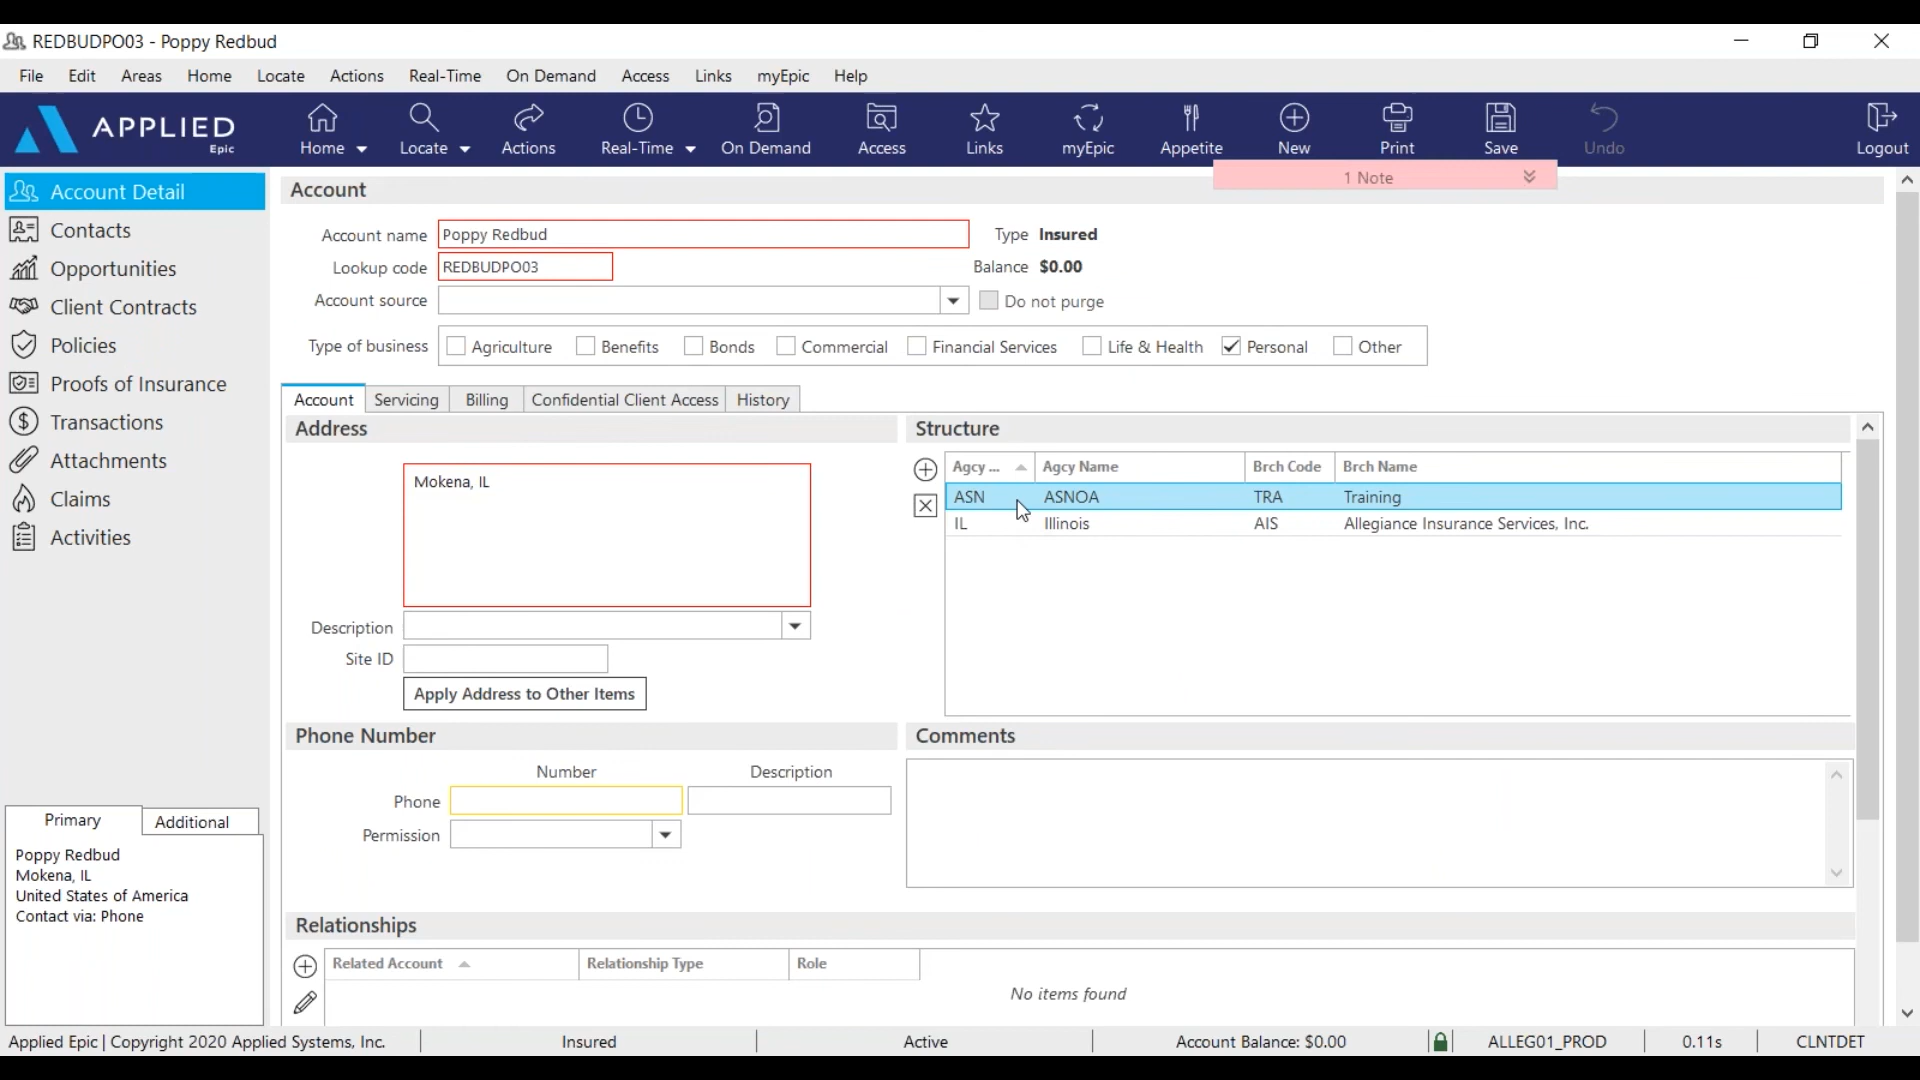 REDBUDPO03 - Poppy Redbud
File Edit Areas Home Locate Actions Real-Time On Demand Access Links myEpic Help
APPLIED
Epic
Home Locate Actions Real-Time On Demand Access Links myEpic Appetite New Print Save Undo Logout
1 Note
Account Detail
Contacts
Opportunities
Client Contracts
Policies
Proofs of Insurance
Transactions
Attachments
Claims
Activities
Primary Additional
Poppy Redbud
Mokena, IL
United States of America
Contact via: Phone
Account
Account name Poppy Redbud Type Insured
Lookup code REDBUDPO03 Balance $0.00
Account source Do not purge
Type of business Agriculture Benefits Bonds Commercial Financial Services Life & Health Personal Other
Account Servicing Billing Confidential Client Access History
Address
Mokena, IL
Description
Site ID
Apply Address to Other Items
Structure
Agcy ... Agcy Name Brch Code Brch Name
ASN ASNOA TRA Training
IL Illinois AIS Allegiance Insurance Services, Inc.
Phone Number
Number Description
Phone
Permission
Comments
Relationships
Related Account Relationship Type Role
No items found
Applied Epic | Copyright 2020 Applied Systems, Inc. Insured Active Account Balance: $0.00 ALLEG01_PROD 0.11s CLNTDET